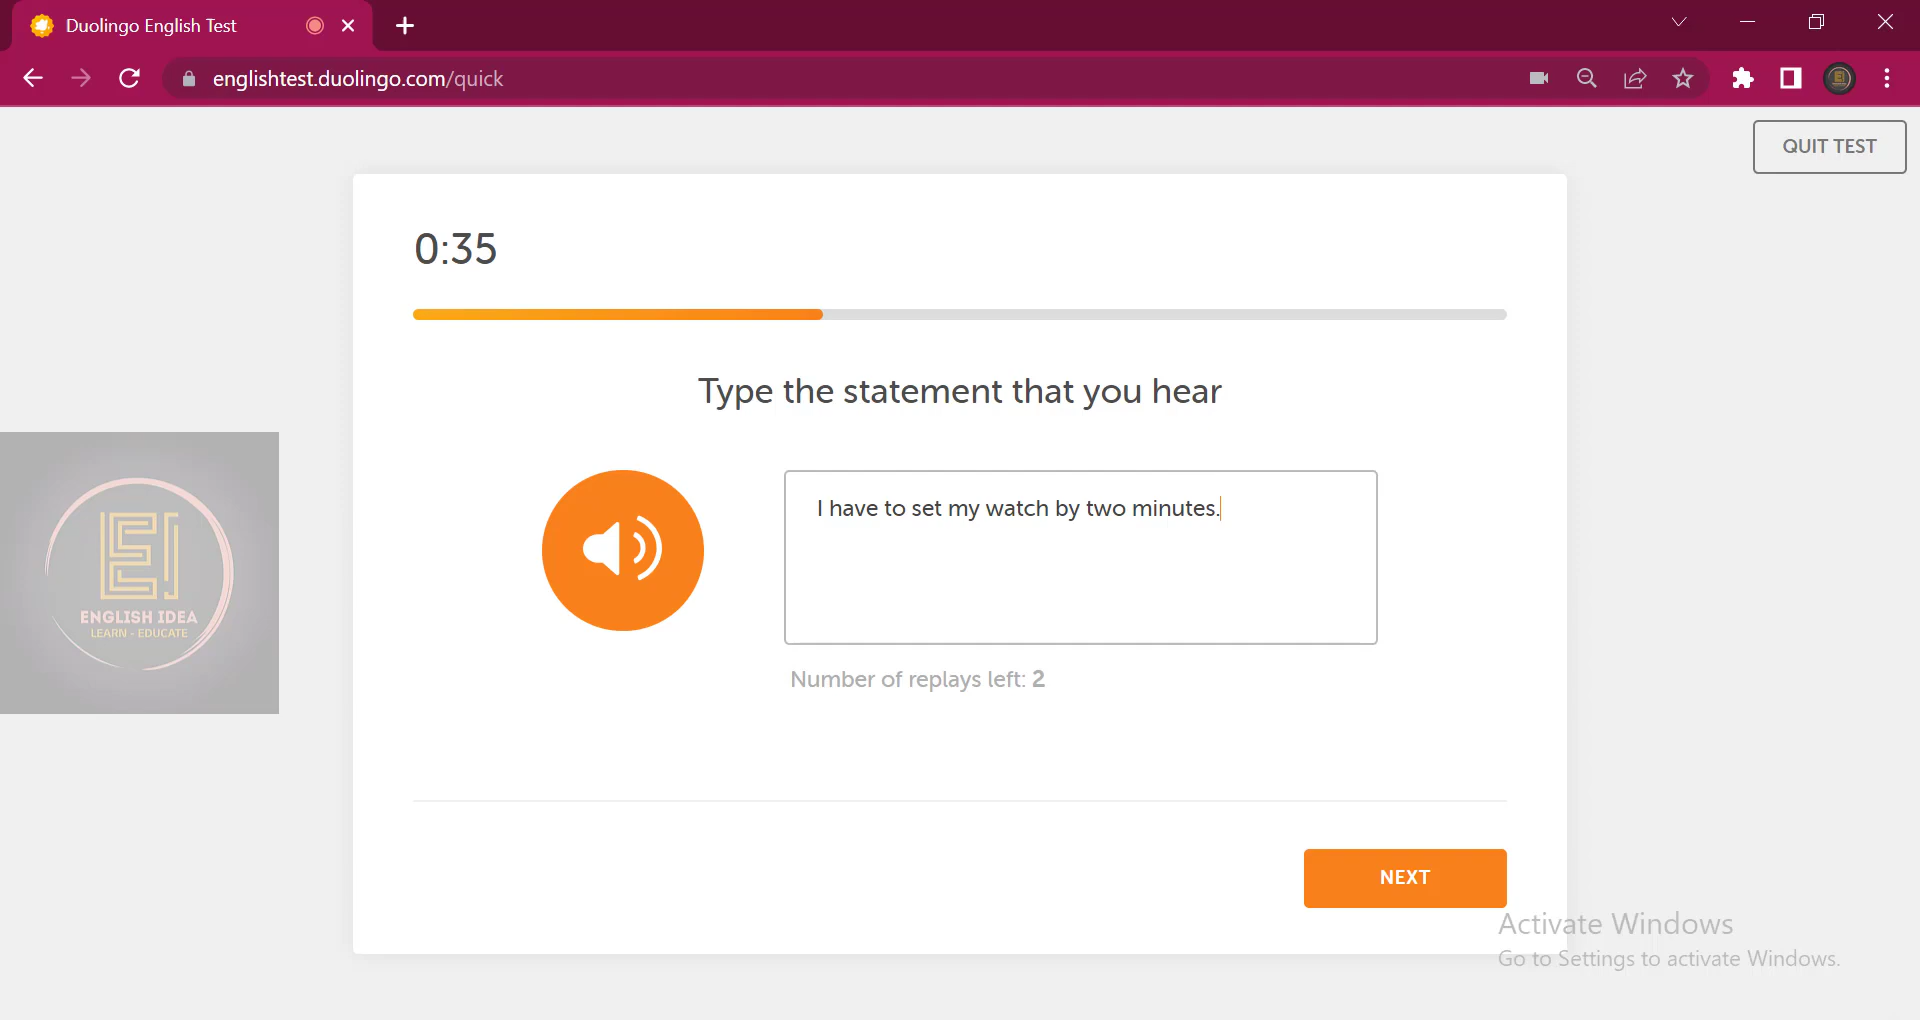 Duolingo English Test
englishtest.duolingo.com/quick
QUIT TEST
0:35
Type the statement that you hear
I have to set my watch by two minutes.
EI
ENGLISH IDEA
LEARN - EDUCATE
Number of replays left: 2
NEXT
Activate Windows
Go to Settings to activate Windows.